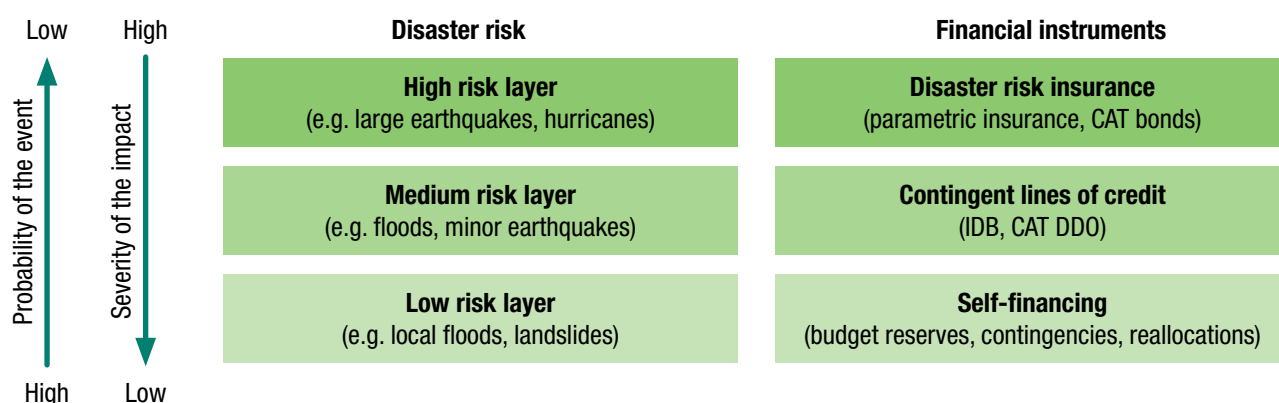 Low High Disaster risk Financial instruments
Probability of the event
Severity of the impact
High risk layer
(e.g. large earthquakes, hurricanes)
Disaster risk insurance
(parametric insurance, CAT bonds)
Medium risk layer
(e.g. floods, minor earthquakes)
Contingent lines of credit
(IDB, CAT DDO)
Low risk layer
(e.g. local floods, landslides)
Self-financing
(budget reserves, contingencies, reallocations)
High Low